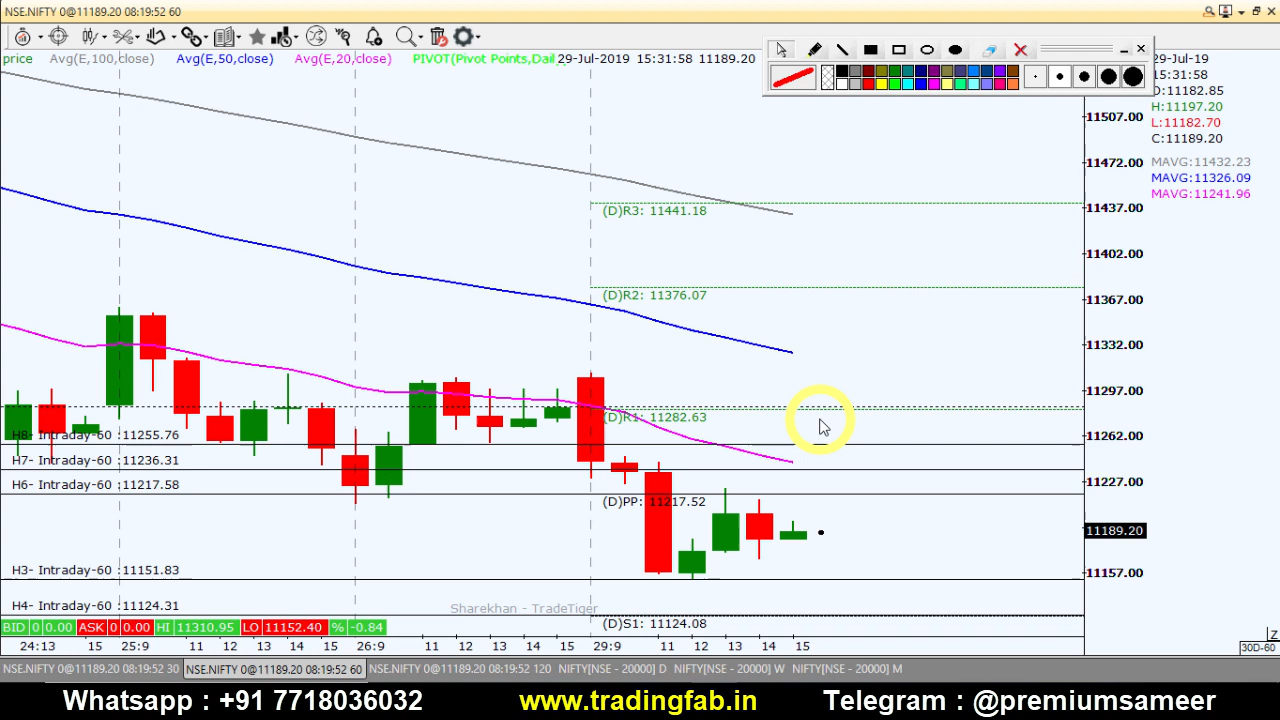 NSE.NIFTY 0@11189.20 08:19:52 60
price Avg(E,100,close) Avg(E,50,close) Avg(E,20,close) PIVOT(Pivot Points,Dail 29-Jul-2019 15:31:58 11189.20
29-Jul-19
15:31:58
O:11182.85
H:11197.20
L:11182.70
C:11189.20
MAVG:11432.23
MAVG:11326.09
MAVG:11241.96
11507.00
11472.00
11437.00
11402.00
11367.00
11332.00
11297.00
11262.00
11227.00
11189.20
11157.00
(D)R3: 11441.18
(D)R2: 11376.07
(D)R1: 11282.63
H8- Intraday-60 :11255.76
H7- Intraday-60 :11236.31
H6- Intraday-60 :11217.58
(D)PP: 11217.52
H3- Intraday-60 :11151.83
H4- Intraday-60 :11124.31
Sharekhan - TradeTiger
(D)S1: 11124.08
BID 0 0.00 ASK 0 0.00 HI 11310.95 LO 11152.40 % -0.84
24:13 15 25:9 11 12 13 14 15 26:9 11 12 13 14 15 29:9 11 12 13 14 15
Z
30D-60
NSE.NIFTY 0@11189.20 08:19:52 30 NSE.NIFTY 0@11189.20 08:19:52 60 NSE.NIFTY 0@11189.20 08:19:52 120 NIFTY[NSE - 20000] D NIFTY[NSE - 20000] W NIFTY[NSE - 20000] M
Whatsapp : +91 7718036032 www.tradingfab.in Telegram : @premiumsameer